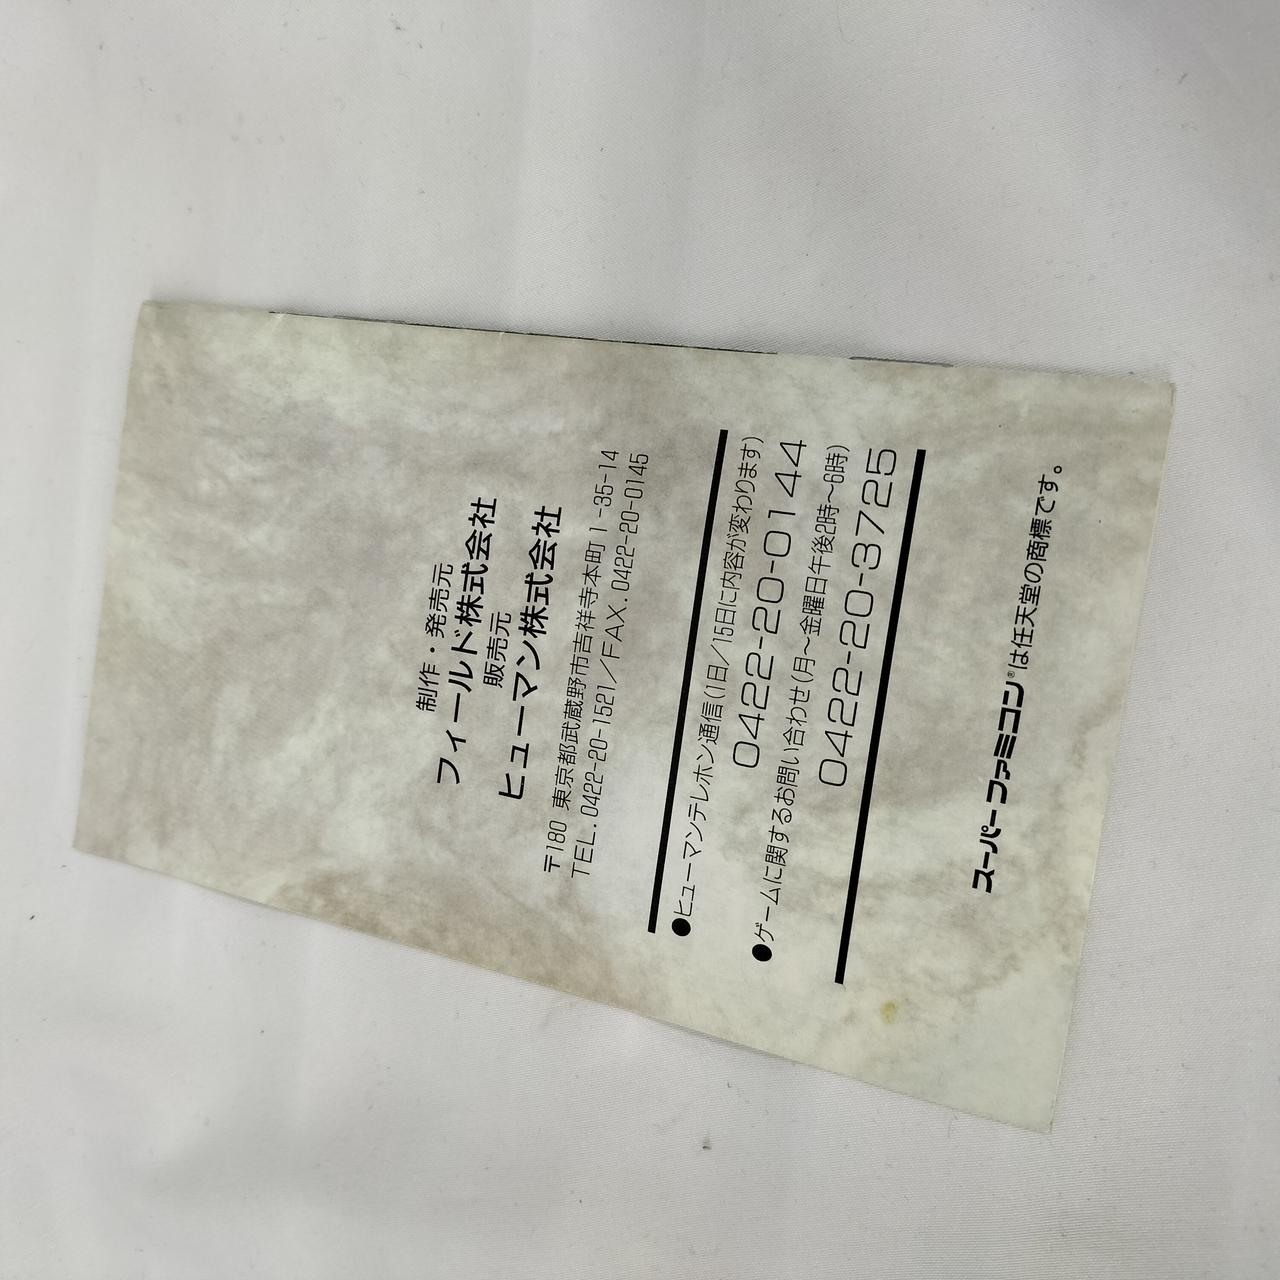 制作・発売元
フィールド株式会社
販売元
ヒューマン株式会社
〒180 東京都武蔵野市吉祥寺本町1-35-14
TEL.0422-20-1521/FAX.0422-20-0145
●ヒューマンテレホン通信(1日/15日に内容が変わります)
0422-20-0144
●ゲームに関するお問い合わせ(月〜金曜日午後2時〜6時)
0422-20-3725
スーパーファミコン®は任天堂の商標です。